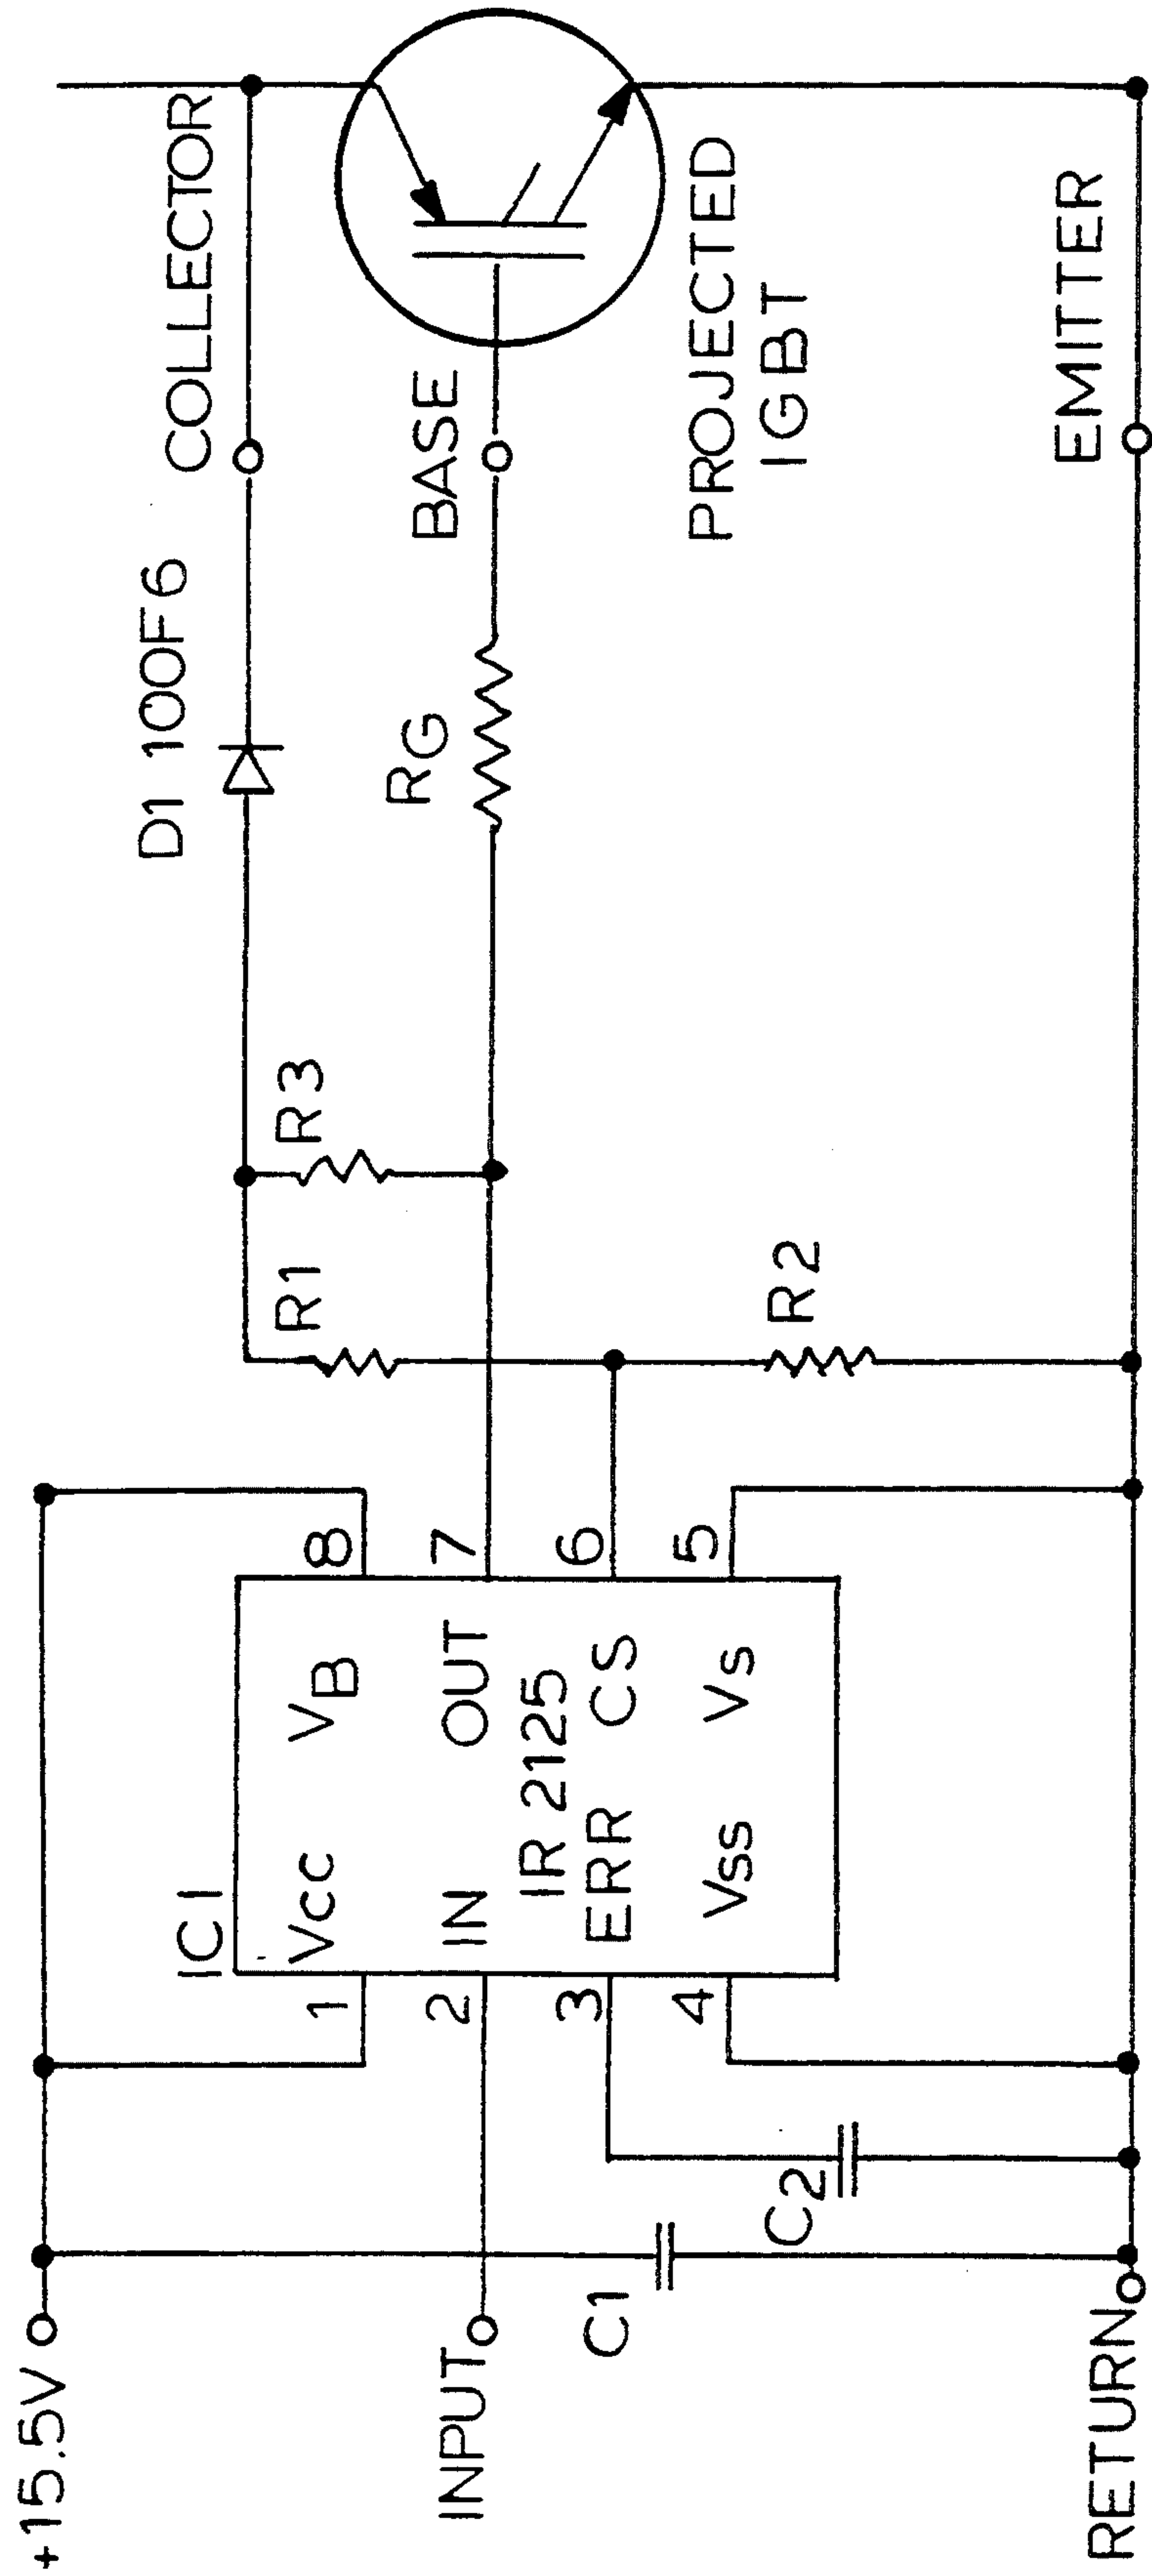 +15.5V
INPUT
RETURN
C1
C2
IC1
1
2
3
4
Vcc
VB
IN
OUT
IR 2125
ERR
CS
Vss
Vs
8
7
6
5
R1
R2
R3
D1 100F6
RG
COLLECTOR
BASE
PROJECTED
IGBT
EMITTER